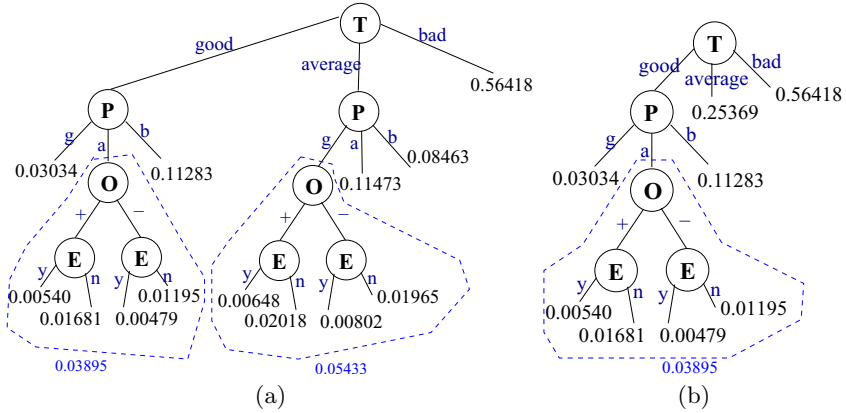 T
good
average
bad
0.56418
P
g
a
b
0.03034
0.11283
P
g
a
b
0.11473
0.08463
O
+
−
E
E
y
n
y
n
0.00540
0.01681
0.00479
0.01195
0.03895
O
+
−
E
E
y
n
y
n
0.00648
0.02018
0.00802
0.01965
0.05433
(a)
T
good
average
bad
0.25369
0.56418
P
g
a
b
0.03034
0.11283
O
+
−
E
E
y
n
y
n
0.00540
0.01681
0.00479
0.01195
0.03895
(b)